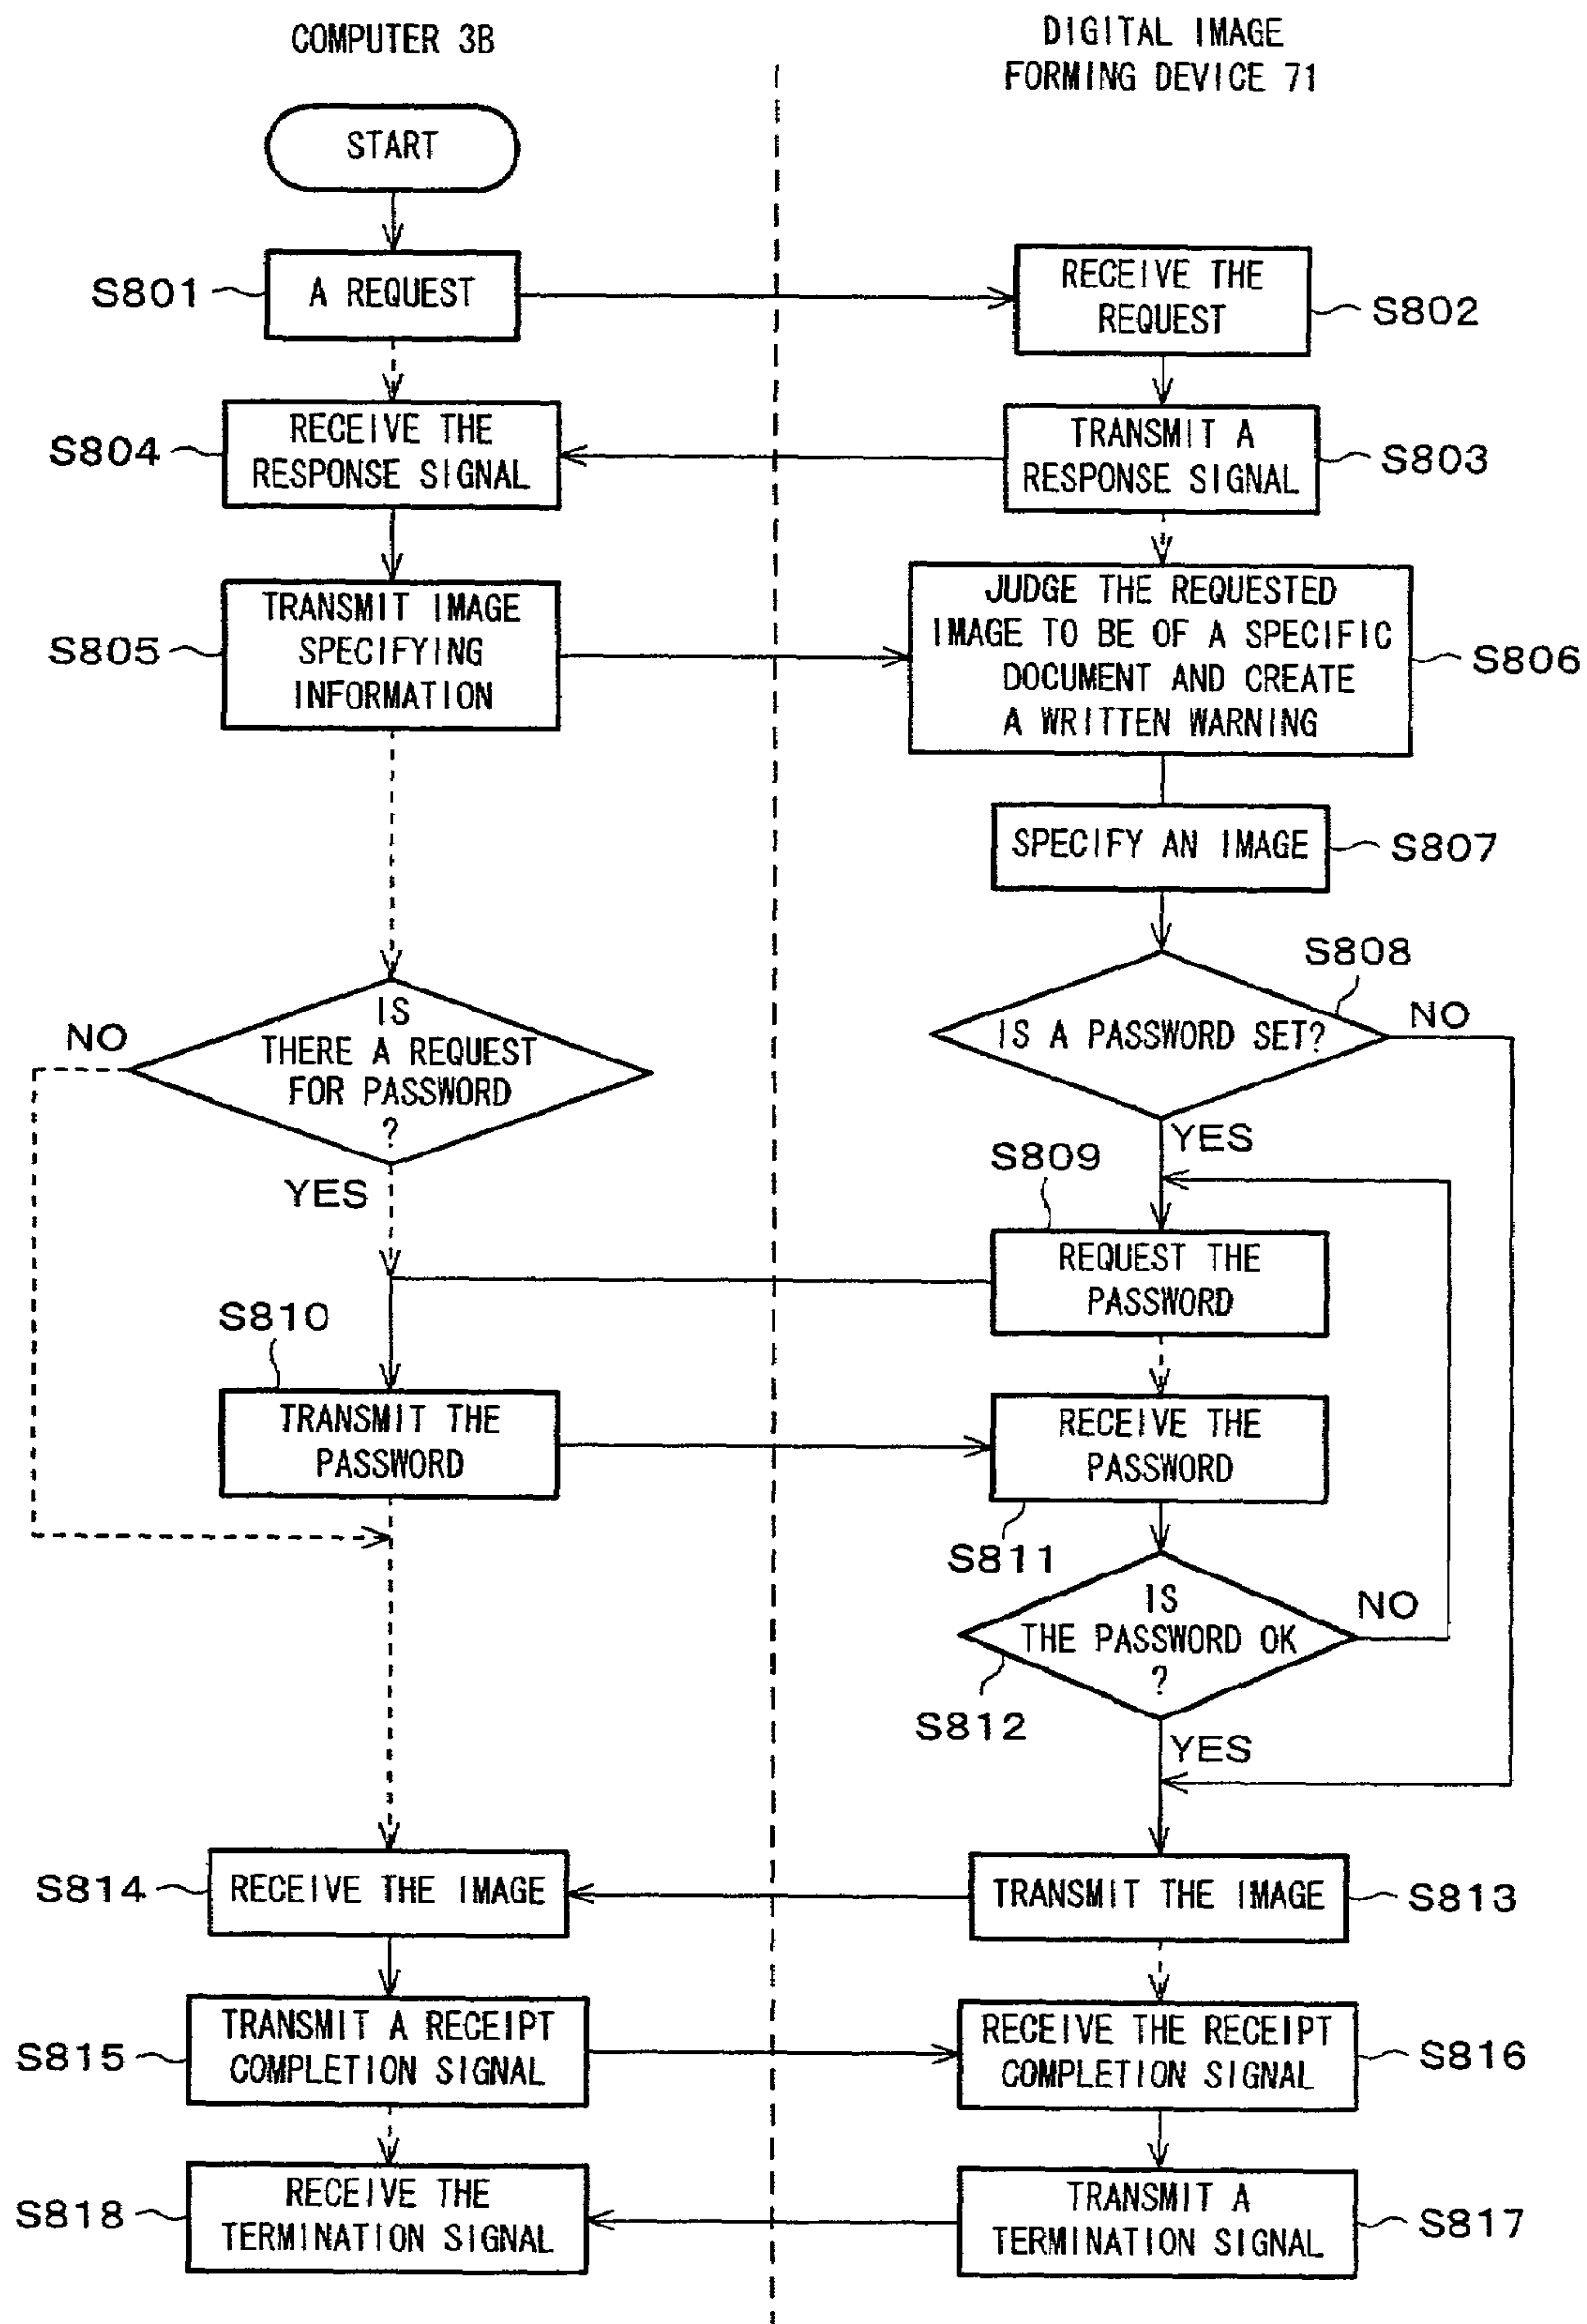 COMPUTER 3B
DIGITAL IMAGE
FORMING DEVICE 71
START
S801
A REQUEST
RECEIVE THE
REQUEST
S802
S804
RECEIVE THE
RESPONSE SIGNAL
TRANSMIT A
RESPONSE SIGNAL
S803
S805
TRANSMIT IMAGE
SPECIFYING
INFORMATION
JUDGE THE REQUESTED
IMAGE TO BE OF A SPECIFIC
DOCUMENT AND CREATE
A WRITTEN WARNING
S806
SPECIFY AN IMAGE
S807
S808
IS A PASSWORD SET?
NO
YES
NO
IS
THERE A REQUEST
FOR PASSWORD
?
YES
S809
REQUEST THE
PASSWORD
S810
TRANSMIT THE
PASSWORD
RECEIVE THE
PASSWORD
S811
IS
THE PASSWORD OK
?
NO
S812
YES
S814
RECEIVE THE IMAGE
TRANSMIT THE IMAGE
S813
S815
TRANSMIT A RECEIPT
COMPLETION SIGNAL
RECEIVE THE RECEIPT
COMPLETION SIGNAL
S816
S818
RECEIVE THE
TERMINATION SIGNAL
TRANSMIT A
TERMINATION SIGNAL
S817